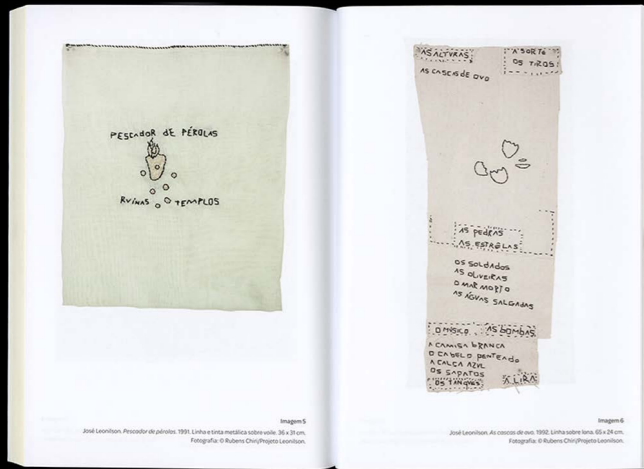 PESCADOR DE PÉROLAS
RUÍNAS TEMPLOS
Imagem 5
José Leonilson. Pescador de pérolas. 1991. Linha e tinta metálica sobre voile. 36 x 31 cm.
Fotografia: © Rubens Chiri/Projeto Leonilson.
AS ALTURAS
A SORTE
OS TIROS
AS CASCAS DE OVO
AS PEDRAS
AS ESTRELAS
OS SOLDADOS
AS OLIVEIRAS
O MAR MORTO
AS ÁGUAS SALGADAS
O MÚSICO AS BOMBAS
A CAMISA BRANCA
O CABELO PENTEADO
A CALÇA AZUL
OS SAPATOS
OS TANQUES A LIRA
Imagem 6
José Leonilson. As cascas de ovo. 1992. Linha sobre lona. 65 x 24 cm.
Fotografia: © Rubens Chiri/Projeto Leonilson.